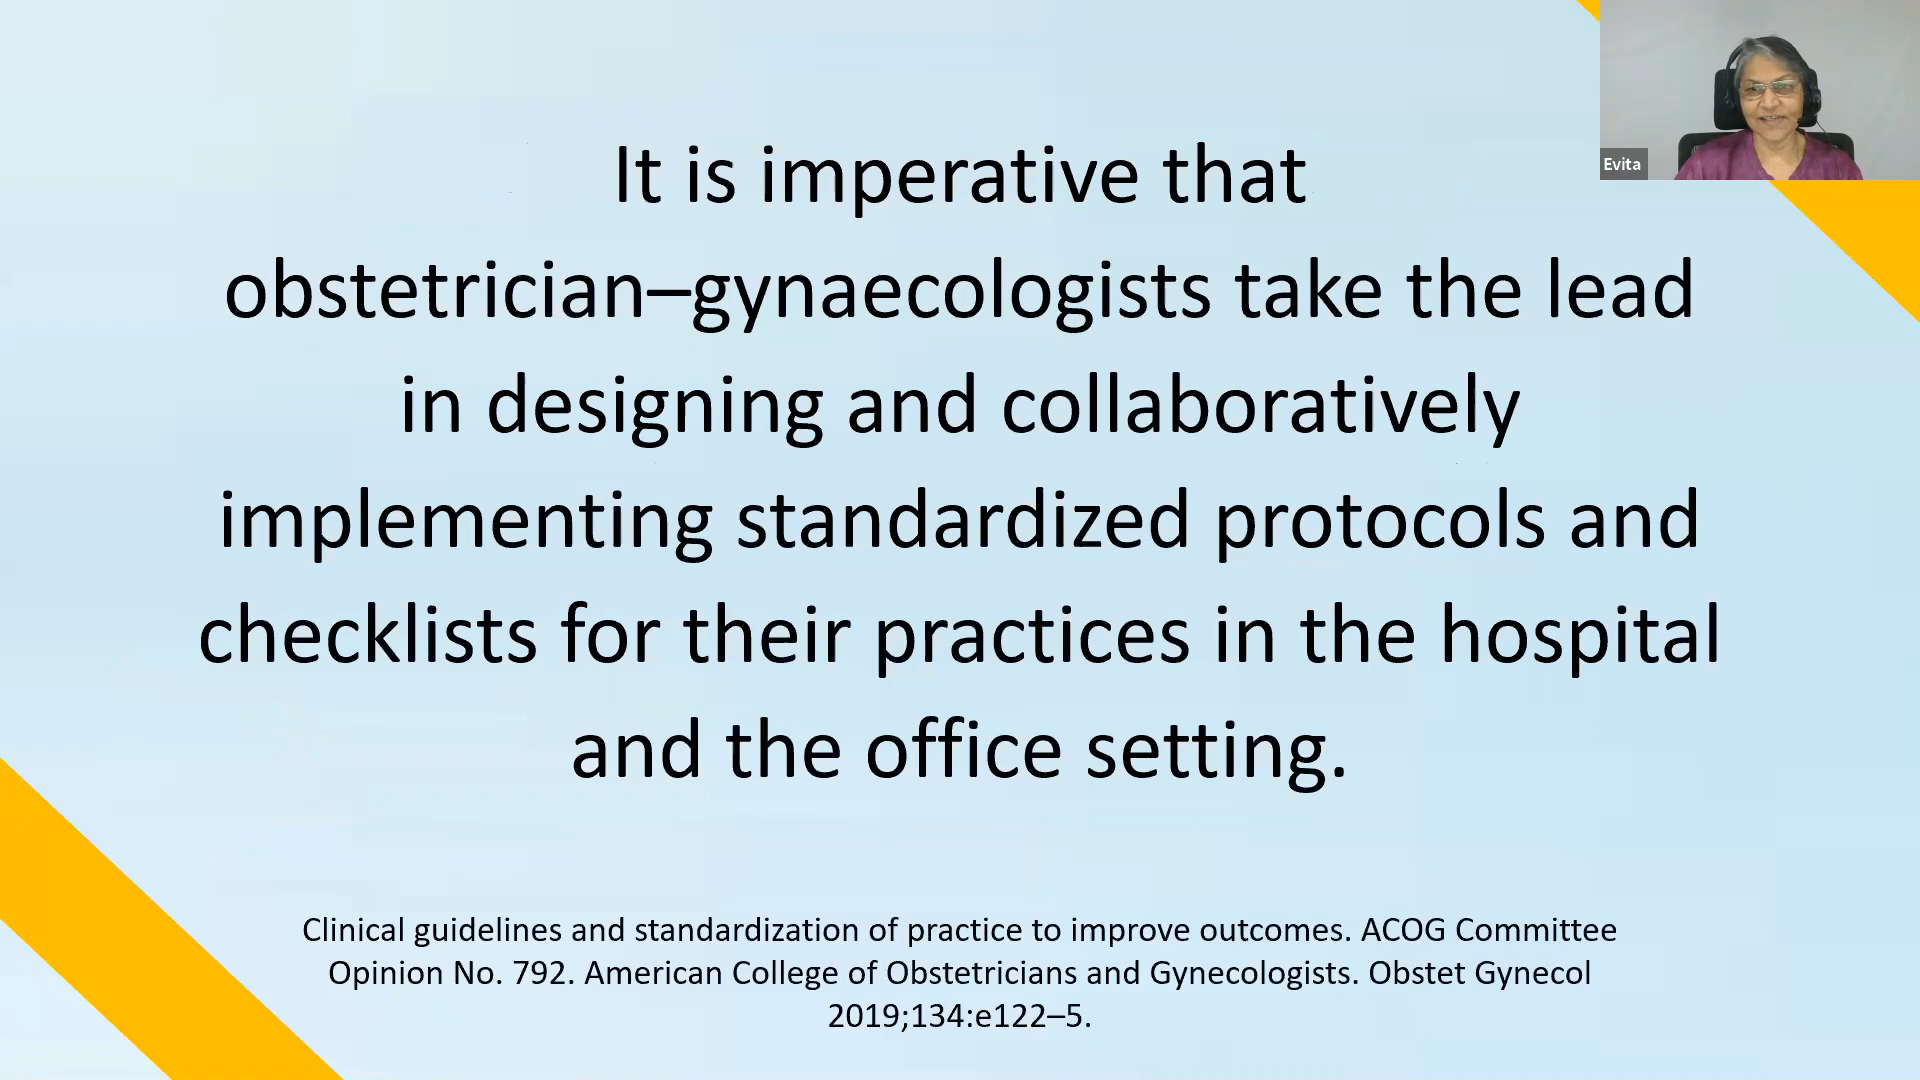 It is imperative that
obstetrician–gynaecologists take the lead
in designing and collaboratively
implementing standardized protocols and
checklists for their practices in the hospital
and the office setting.
Clinical guidelines and standardization of practice to improve outcomes. ACOG Committee
Opinion No. 792. American College of Obstetricians and Gynecologists. Obstet Gynecol
2019;134:e122–5.
Evita